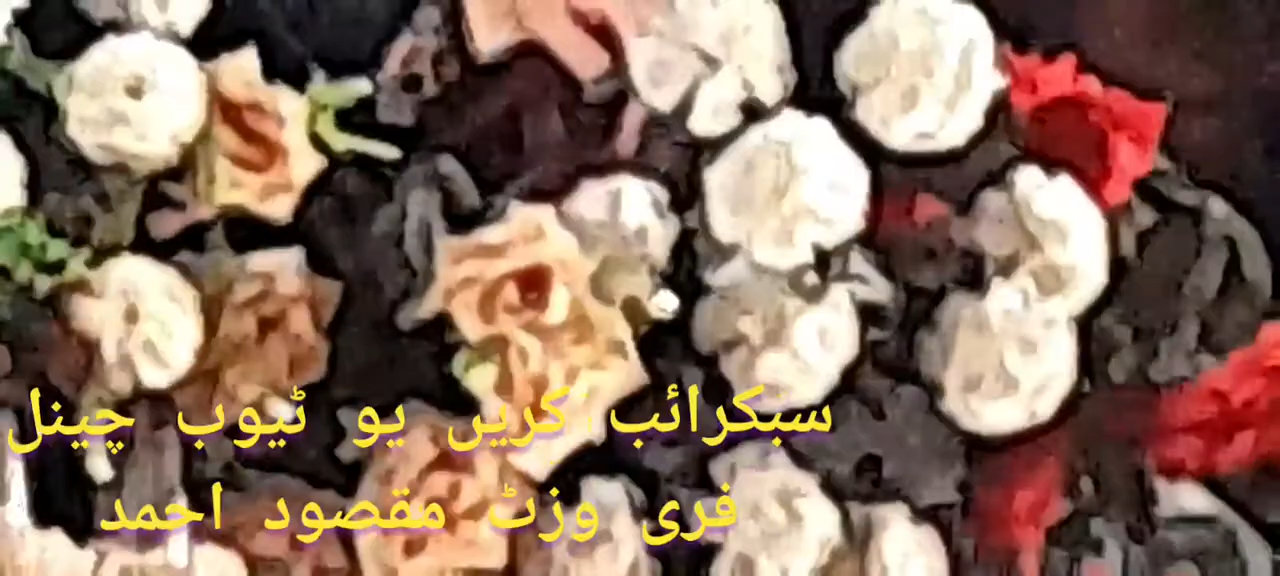 سبکرائب کریں یو ٹیوب چینل
فری وزٹ مقصود احمد